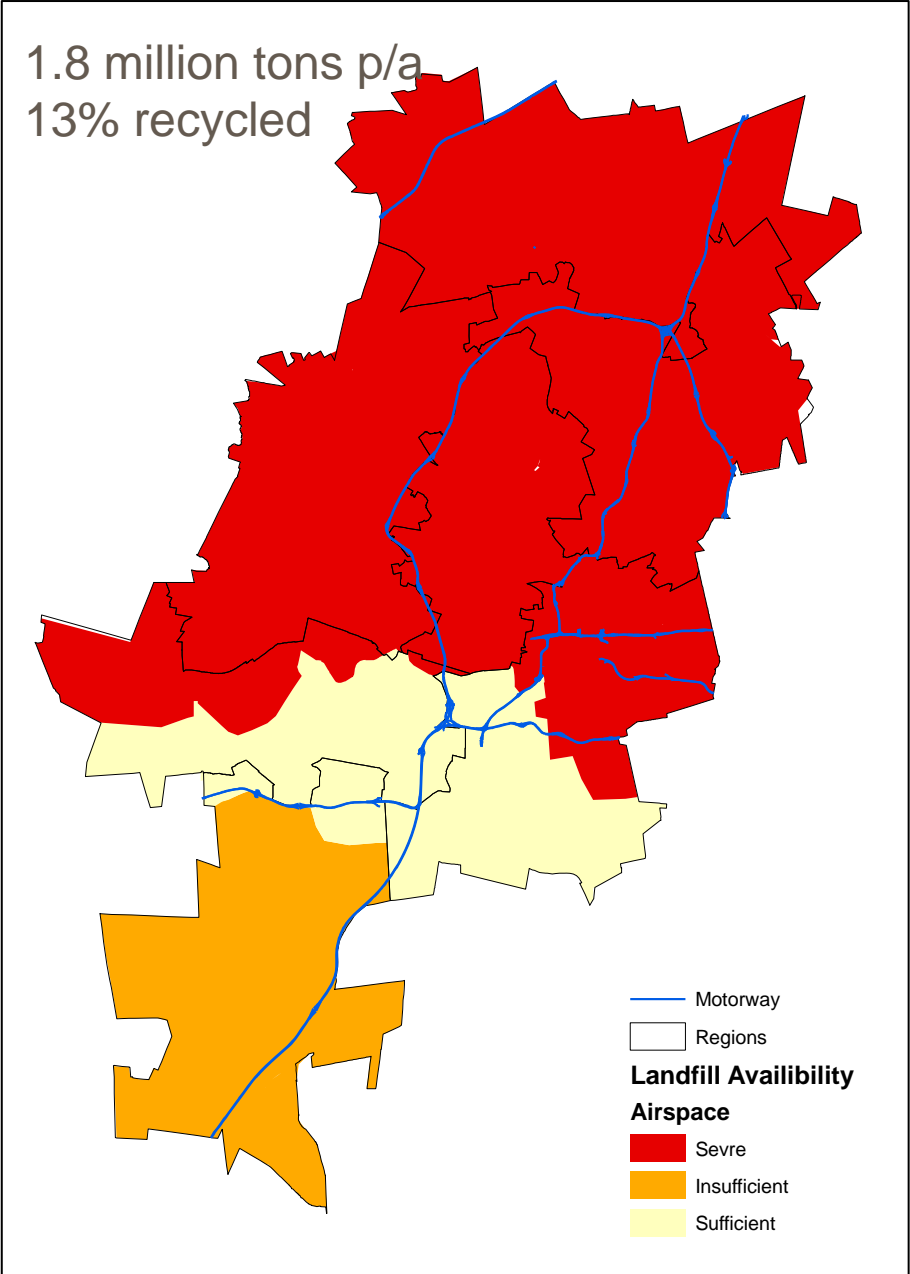 1.8 million tons p/a
13% recycled
Motorway
Regions
Landfill Availibility
Airspace
Sevre
Insufficient
Sufficient